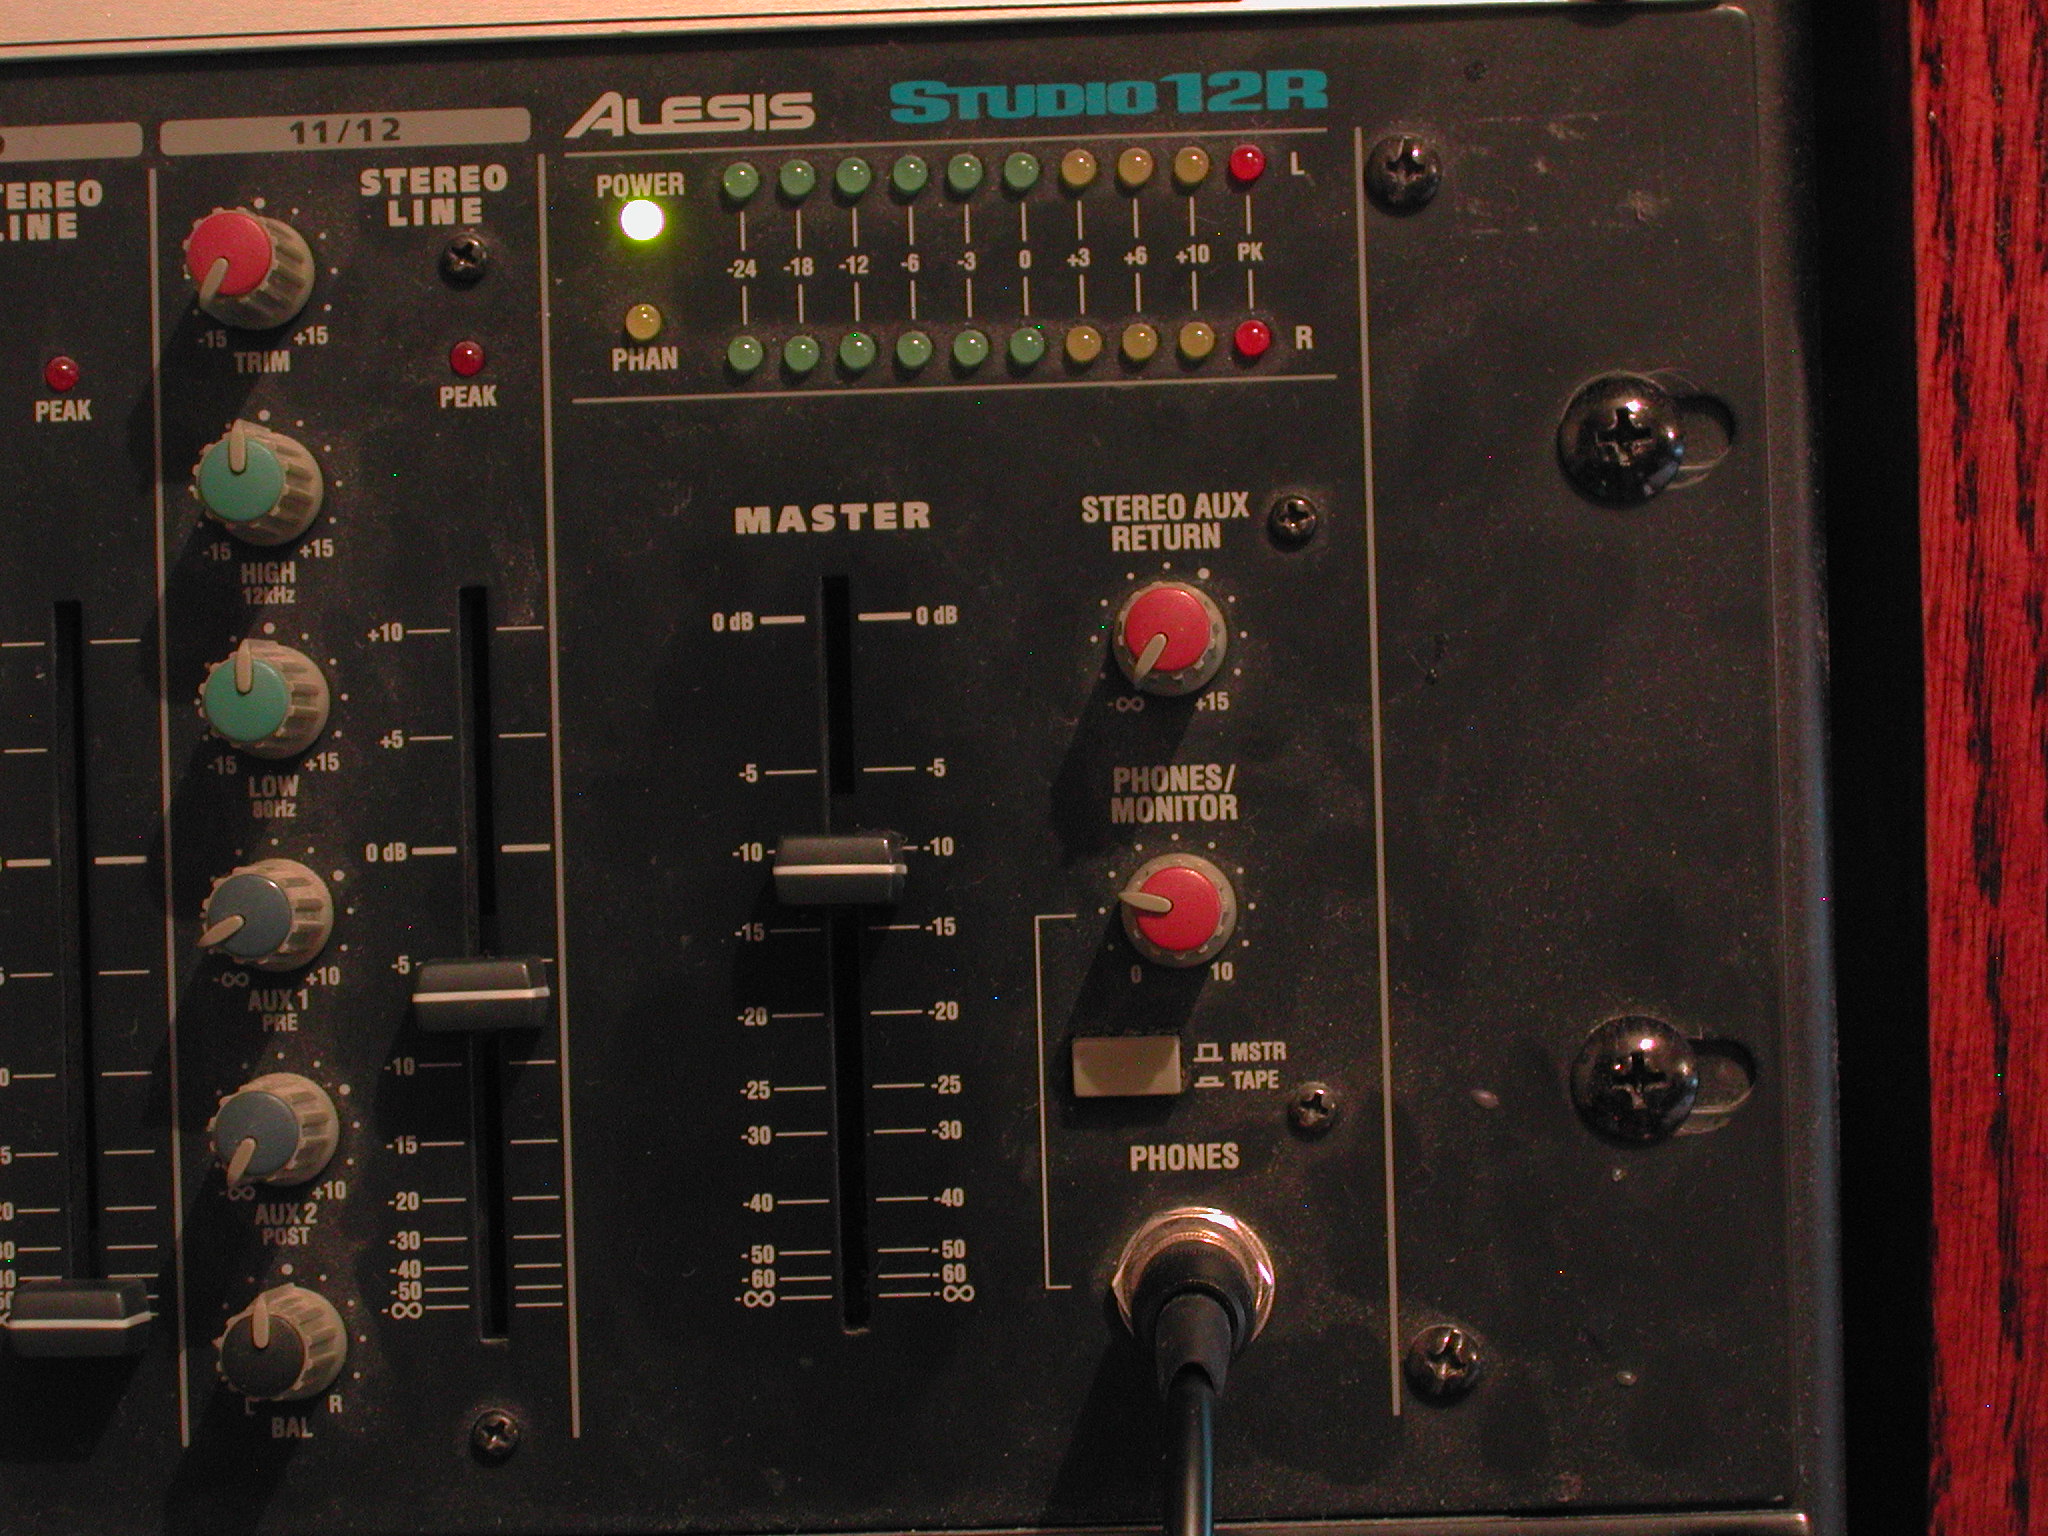 ALESIS STUDIO 12R
11/12
STEREO
LINE
POWER
L
-24 -18 -12 -6 -3 0 +3 +6 +10 PK
PHAN
R
-15 +15
TRIM
PEAK
PEAK
-15 +15
HIGH
12kHz
-15 +15
LOW
80Hz
-∞ +10
AUX 1
PRE
-∞ +10
AUX 2
POST
L R
BAL
+10
+5
0 dB
-5
-10
-15
-20
-30
-40
-50
-∞
MASTER
0 dB 0 dB
-5 -5
-10 -10
-15 -15
-20 -20
-25 -25
-30 -30
-40 -40
-50 -50
-60 -60
-∞ -∞
STEREO AUX
RETURN
-∞ +15
PHONES/
MONITOR
0 10
MSTR
TAPE
PHONES